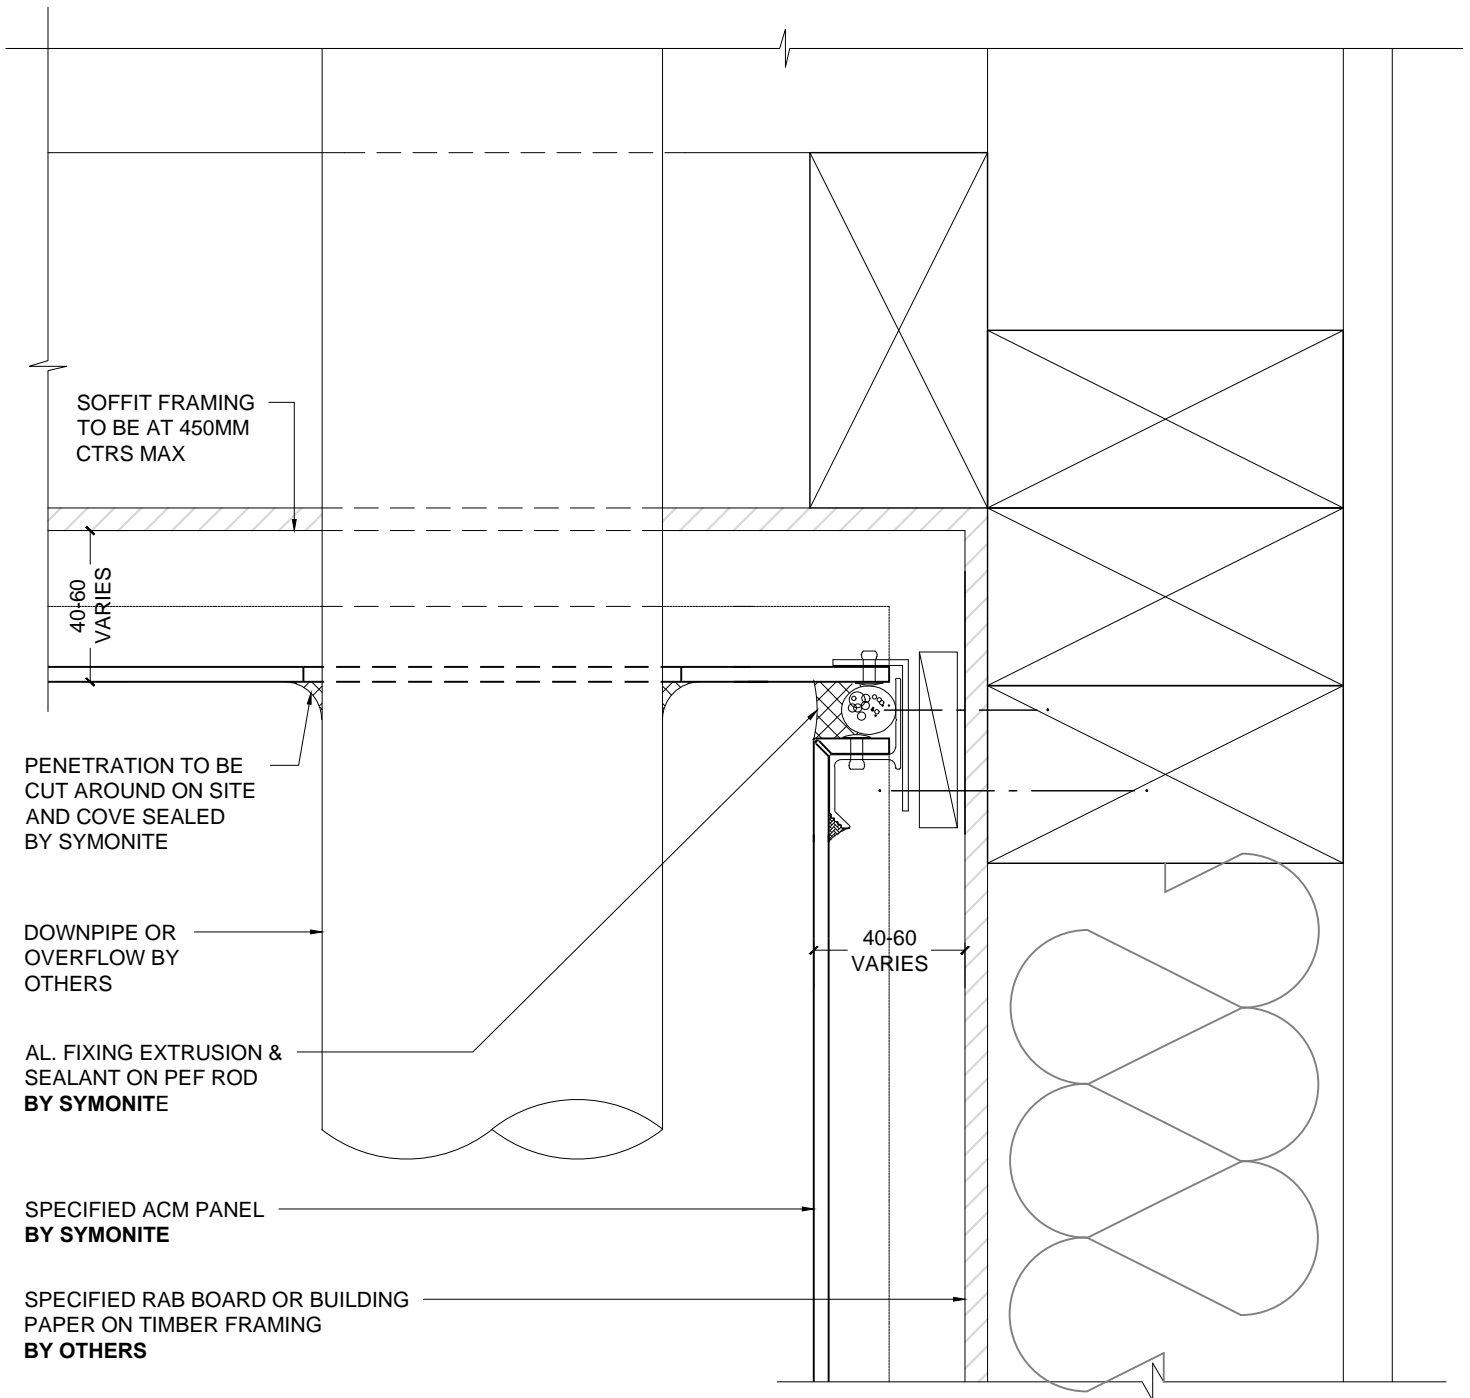 SOFFIT FRAMING
TO BE AT 450MM
CTRS MAX
40-60
VARIES
PENETRATION TO BE
CUT AROUND ON SITE
AND COVE SEALED
BY SYMONITE
DOWNPIPE OR
OVERFLOW BY
OTHERS
40-60
VARIES
AL. FIXING EXTRUSION &
SEALANT ON PEF ROD
BY SYMONITE
SPECIFIED ACM PANEL
BY SYMONITE
SPECIFIED RAB BOARD OR BUILDING
PAPER ON TIMBER FRAMING
BY OTHERS